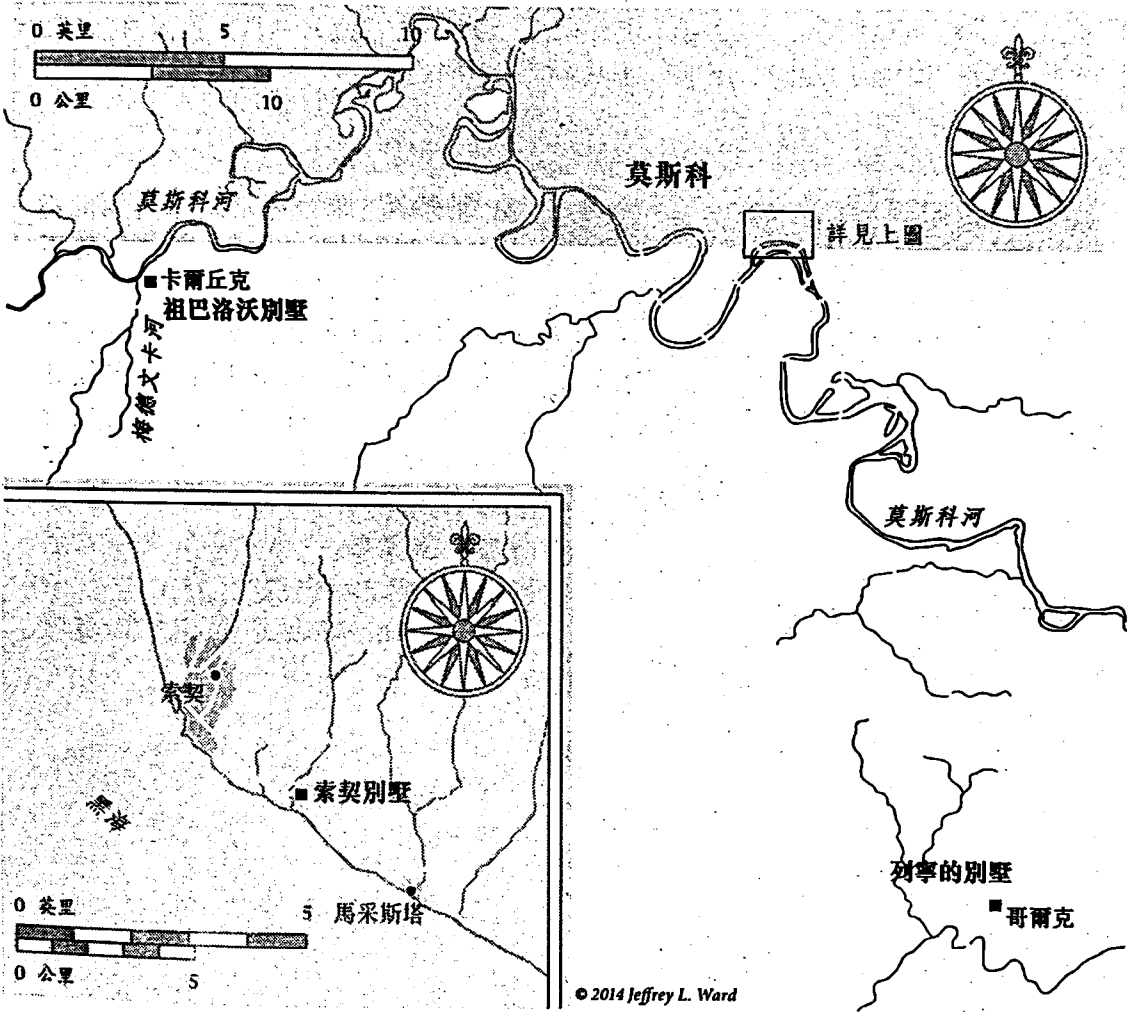 0 英里 5 10
0 公里 10
莫斯科
莫斯科河
詳見上圖
卡爾丘克
祖巴洛沃別墅
梅德文卡河
莫斯科河
索契
索契別墅
黑海
0 英里 5
馬采斯塔
0 公里 5
列寧的別墅
哥爾克
© 2014 Jeffrey L. Ward